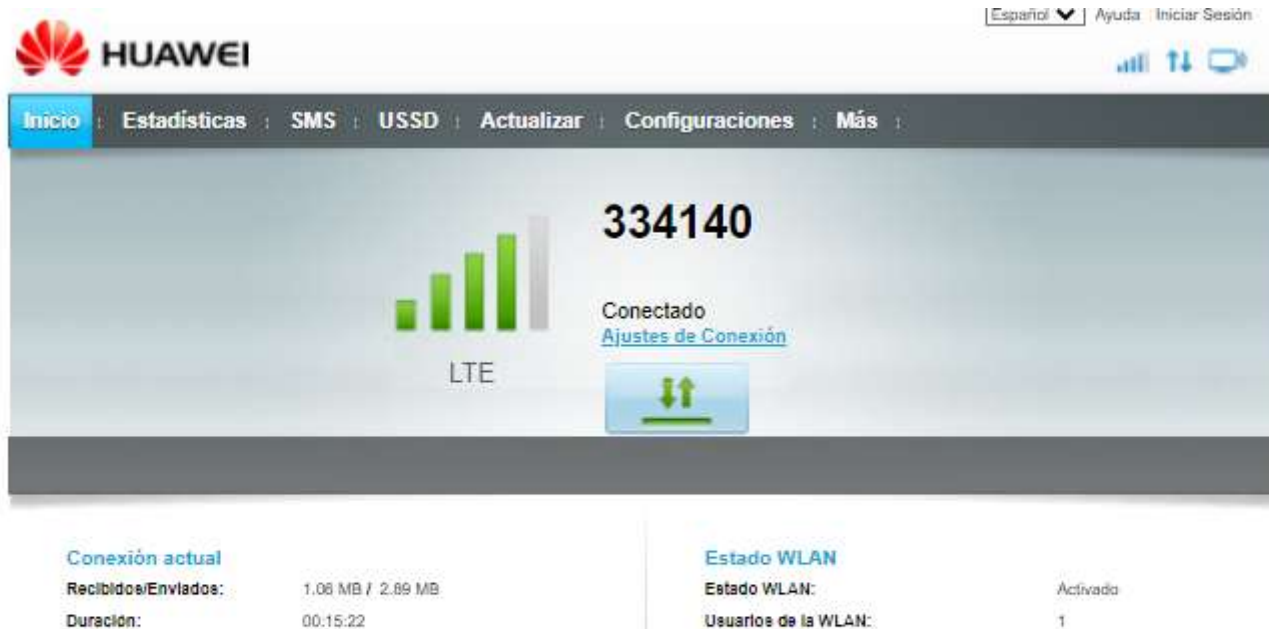 Español Ayuda Iniciar Sesión
HUAWEI
Inicio Estadísticas SMS USSD Actualizar Configuraciones Más
334140
Conectado
Ajustes de Conexión
LTE
Conexión actual
Recibidos/Enviados: 1.06 MB / 2.89 MB
Duración: 00:15:22
Estado WLAN
Estado WLAN: Activado
Usuarios de la WLAN: 1